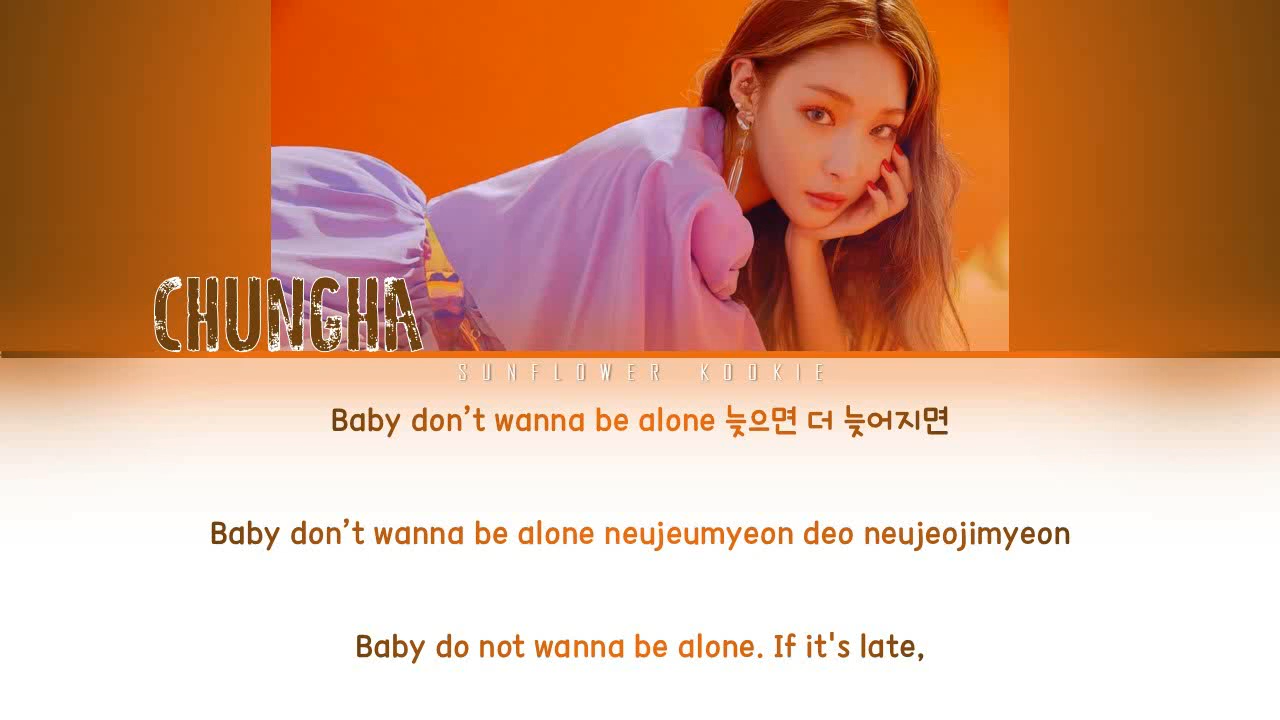 CHUNGHA
SUNFLOWER KOOKIE
Baby don’t wanna be alone 늦으면 더 늦어지면
Baby don’t wanna be alone neujeumyeon deo neujeojimyeon
Baby do not wanna be alone. If it's late,